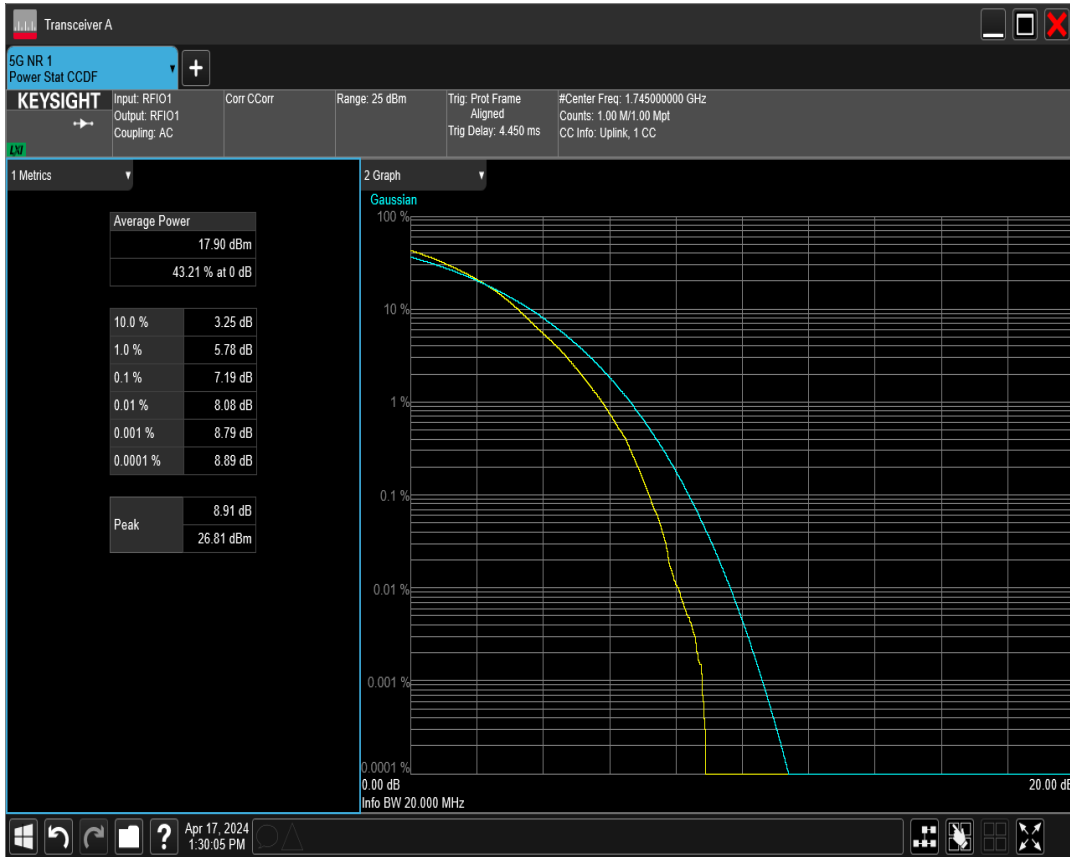 Transceiver A
5G NR 1
Power Stat CCDF
KEYSIGHT
LXI
Input: RFIO1
Output: RFIO1
Coupling: AC
Corr CCorr
Range: 25 dBm
Trig: Prot Frame
Aligned
Trig Delay: 4.450 ms
#Center Freq: 1.745000000 GHz
Counts: 1.00 M/1.00 Mpt
CC Info: Uplink, 1 CC
1 Metrics
Average Power
17.90 dBm
43.21 % at 0 dB
10.0 % 3.25 dB
1.0 % 5.78 dB
0.1 % 7.19 dB
0.01 % 8.08 dB
0.001 % 8.79 dB
0.0001 % 8.89 dB
Peak
8.91 dB
26.81 dBm
2 Graph
Gaussian
100 %
10 %
1 %
0.1 %
0.01 %
0.001 %
0.0001 %
0.00 dB 20.00 dB
Info BW 20.000 MHz
?
Apr 17, 2024
1:30:05 PM